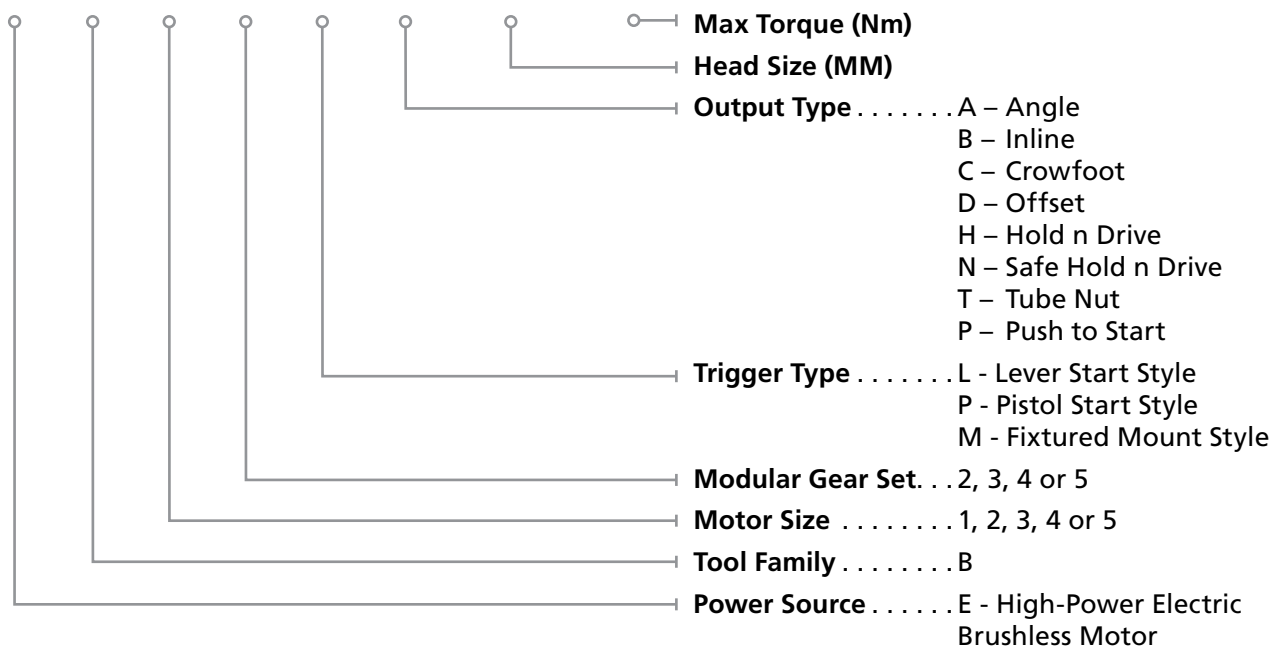 Max Torque (Nm)
Head Size (MM)
Output Type . . . . . . . A – Angle
B – Inline
C – Crowfoot
D – Offset
H – Hold n Drive
N – Safe Hold n Drive
T – Tube Nut
P – Push to Start
Trigger Type . . . . . . . L - Lever Start Style
P - Pistol Start Style
M - Fixtured Mount Style
Modular Gear Set. . . 2, 3, 4 or 5
Motor Size . . . . . . . . 1, 2, 3, 4 or 5
Tool Family . . . . . . . . B
Power Source . . . . . . E - High-Power Electric
Brushless Motor